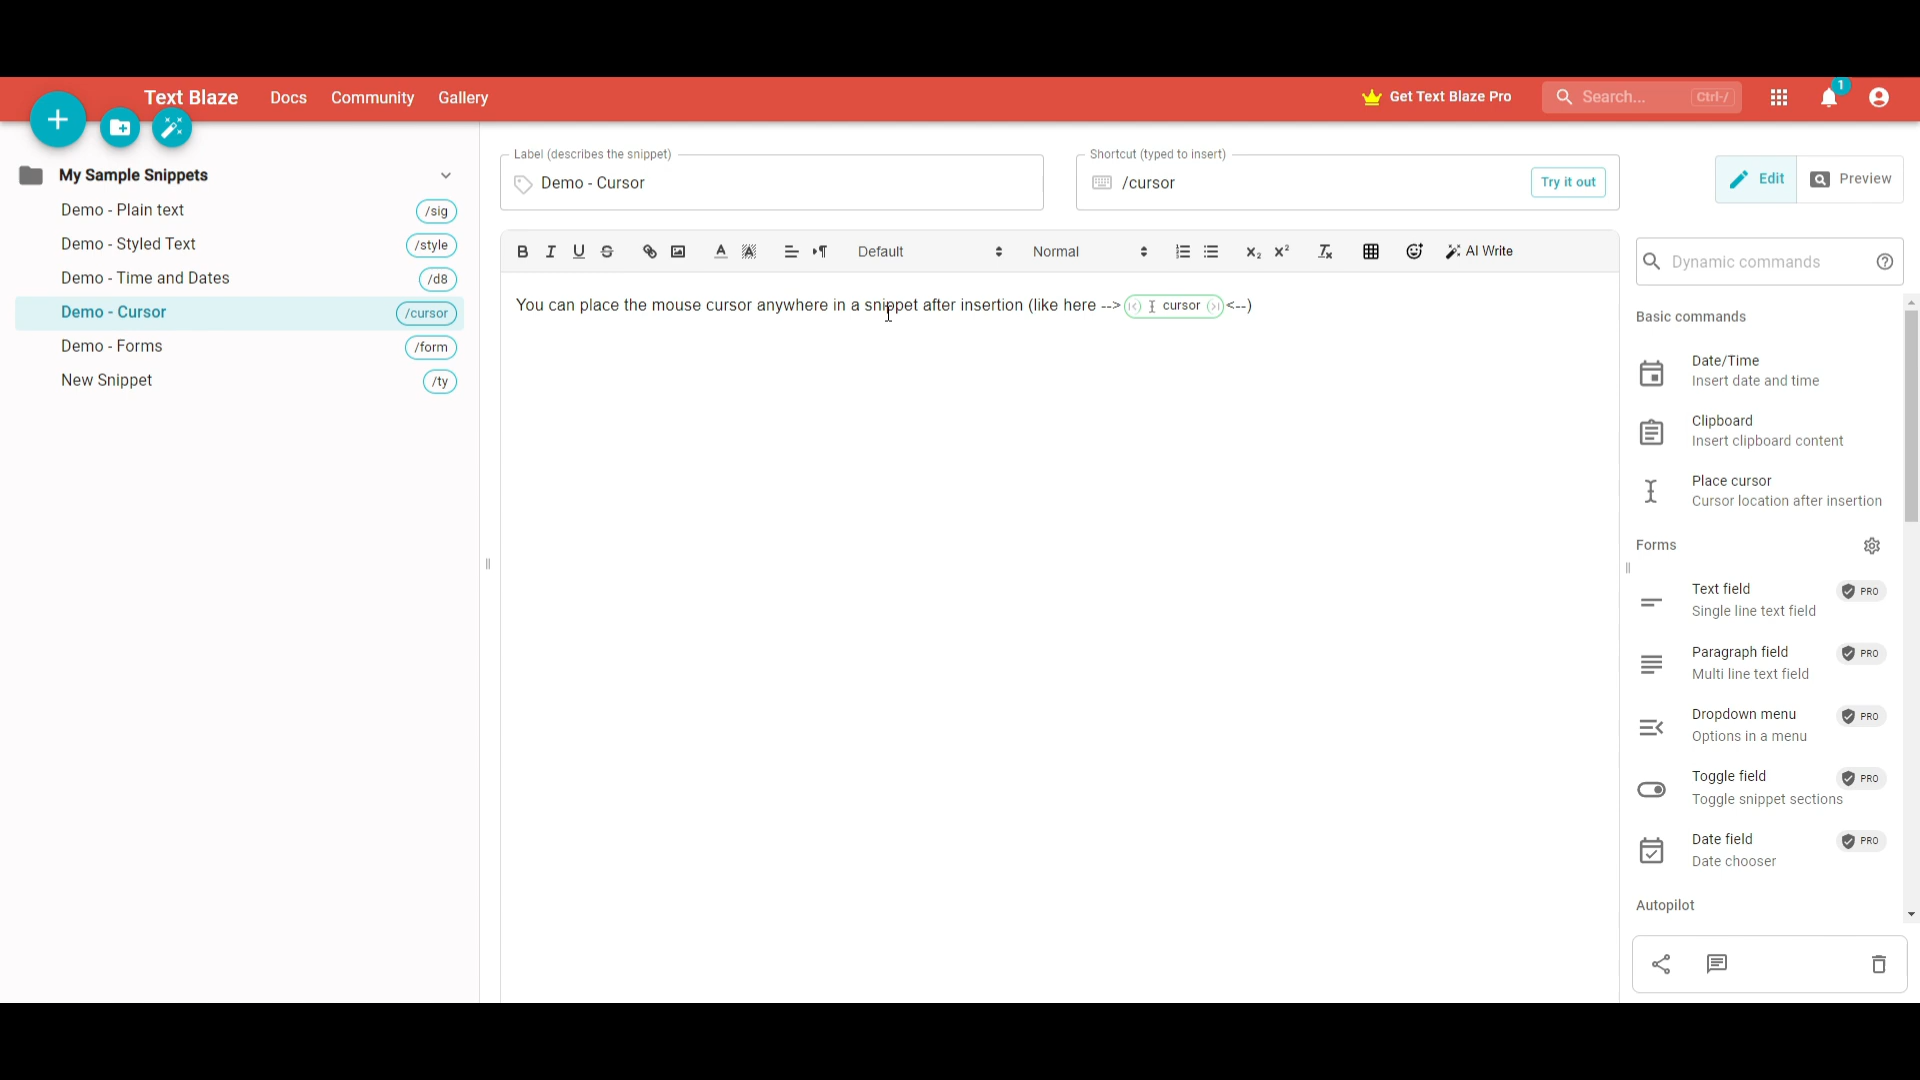 Text Blaze Docs Community Gallery Get Text Blaze Pro Search... Ctrl-/ 1
My Sample Snippets
Demo - Plain text /sig
Demo - Styled Text /style
Demo - Time and Dates /d8
Demo - Cursor /cursor
Demo - Forms /form
New Snippet /ty
Label (describes the snippet)
Demo - Cursor
Shortcut (typed to insert)
/cursor Try it out
Edit Preview
B I U S A A Default Normal AI Write
You can place the mouse cursor anywhere in a snippet after insertion (like here --> cursor <--)
Dynamic commands
Basic commands
Date/Time
Insert date and time
Clipboard
Insert clipboard content
Place cursor
Cursor location after insertion
Forms
Text field PRO
Single line text field
Paragraph field PRO
Multi line text field
Dropdown menu PRO
Options in a menu
Toggle field PRO
Toggle snippet sections
Date field PRO
Date chooser
Autopilot